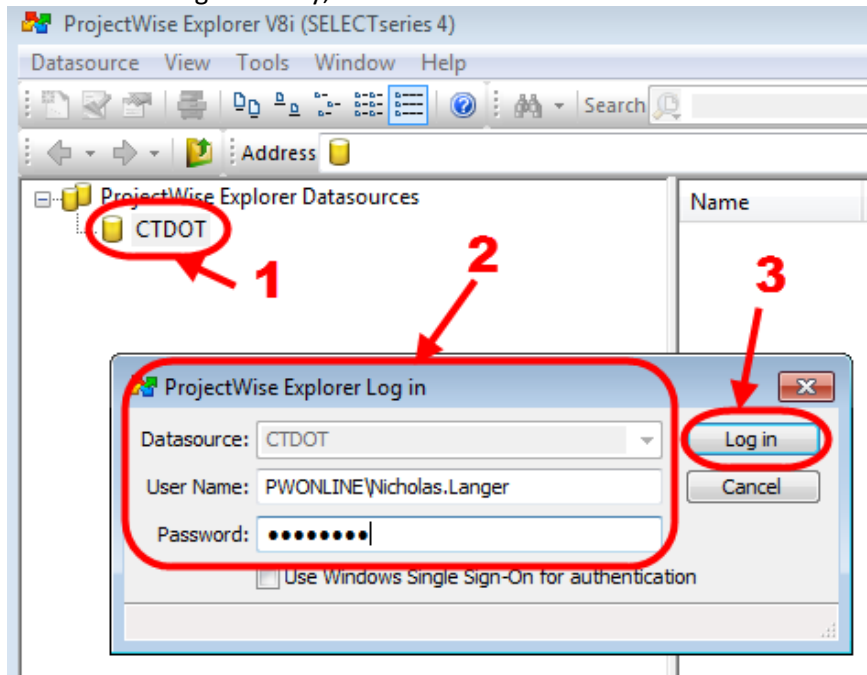 ProjectWise Explorer V8i (SELECTseries 4)
Datasource View Tools Window Help
Search
Address
ProjectWise Explorer Datasources
Name
CTDOT
1
2
3
ProjectWise Explorer Log in
Datasource: CTDOT
Log in
User Name: PWONLINE\Nicholas.Langer
Cancel
Password: ●●●●●●●●
Use Windows Single Sign-On for authentication